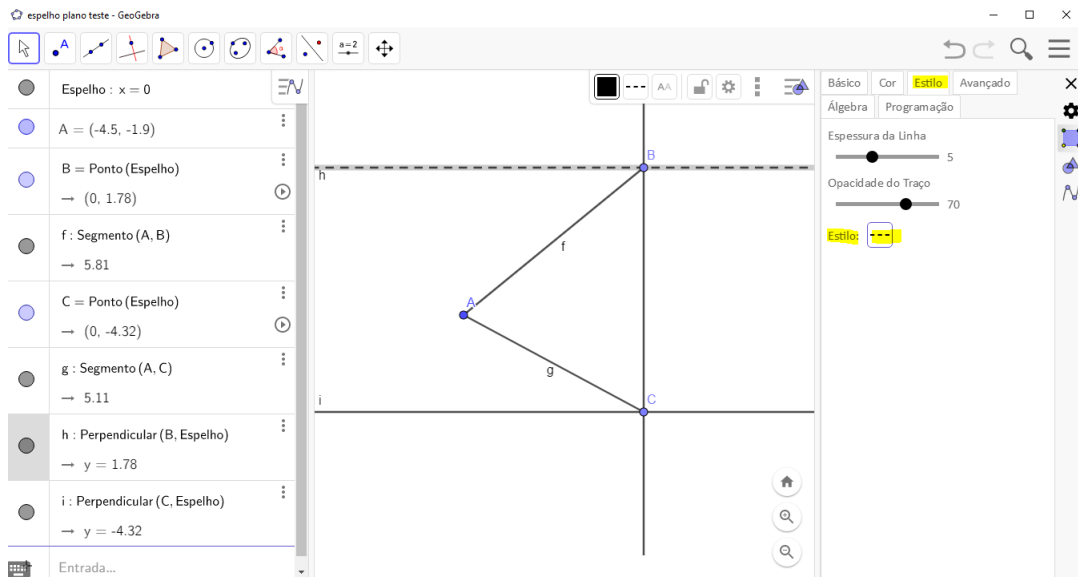 espelho plano teste - GeoGebra
A
a=2
Espelho : x = 0
A = (-4.5, -1.9)
B = Ponto (Espelho)
→ (0, 1.78)
f : Segmento (A, B)
→ 5.81
C = Ponto (Espelho)
→ (0, -4.32)
g : Segmento (A, C)
→ 5.11
h : Perpendicular (B, Espelho)
→ y = 1.78
i : Perpendicular (C, Espelho)
→ y = -4.32
Entrada...
AA
B
h
f
A
g
i
C
Básico Cor Estilo Avançado
Álgebra Programação
Espessura da Linha
5
Opacidade do Traço
70
Estilo: